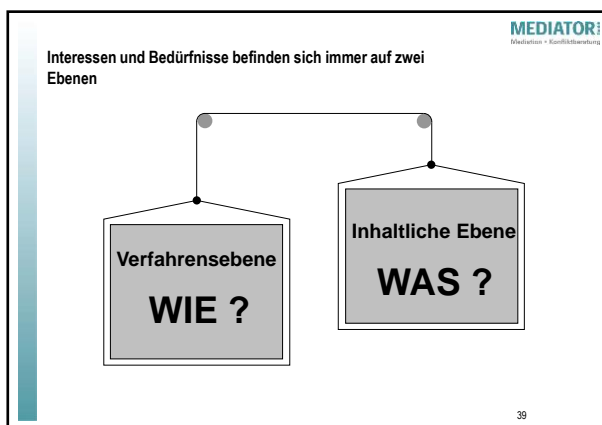 MEDIATOR
Mediation • Konfliktberatung
Interessen und Bedürfnisse befinden sich immer auf zwei
Ebenen
Verfahrensebene
WIE ?
Inhaltliche Ebene
WAS ?
39